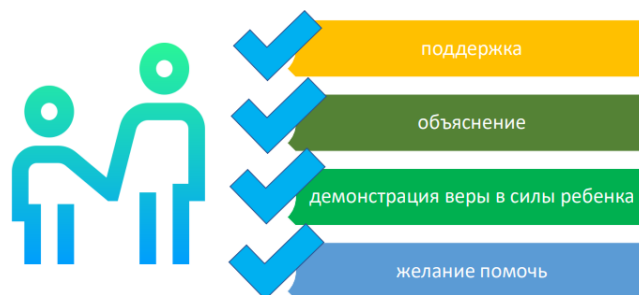 поддержка
объяснение
демонстрация веры в силы ребенка
желание помочь